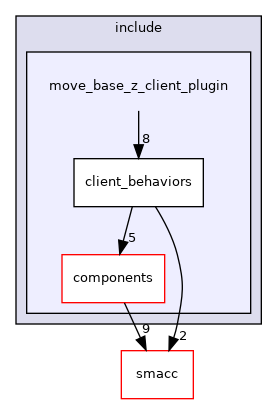 include
move_base_z_client_plugin
8
client_behaviors
5
components
9
2
smacc